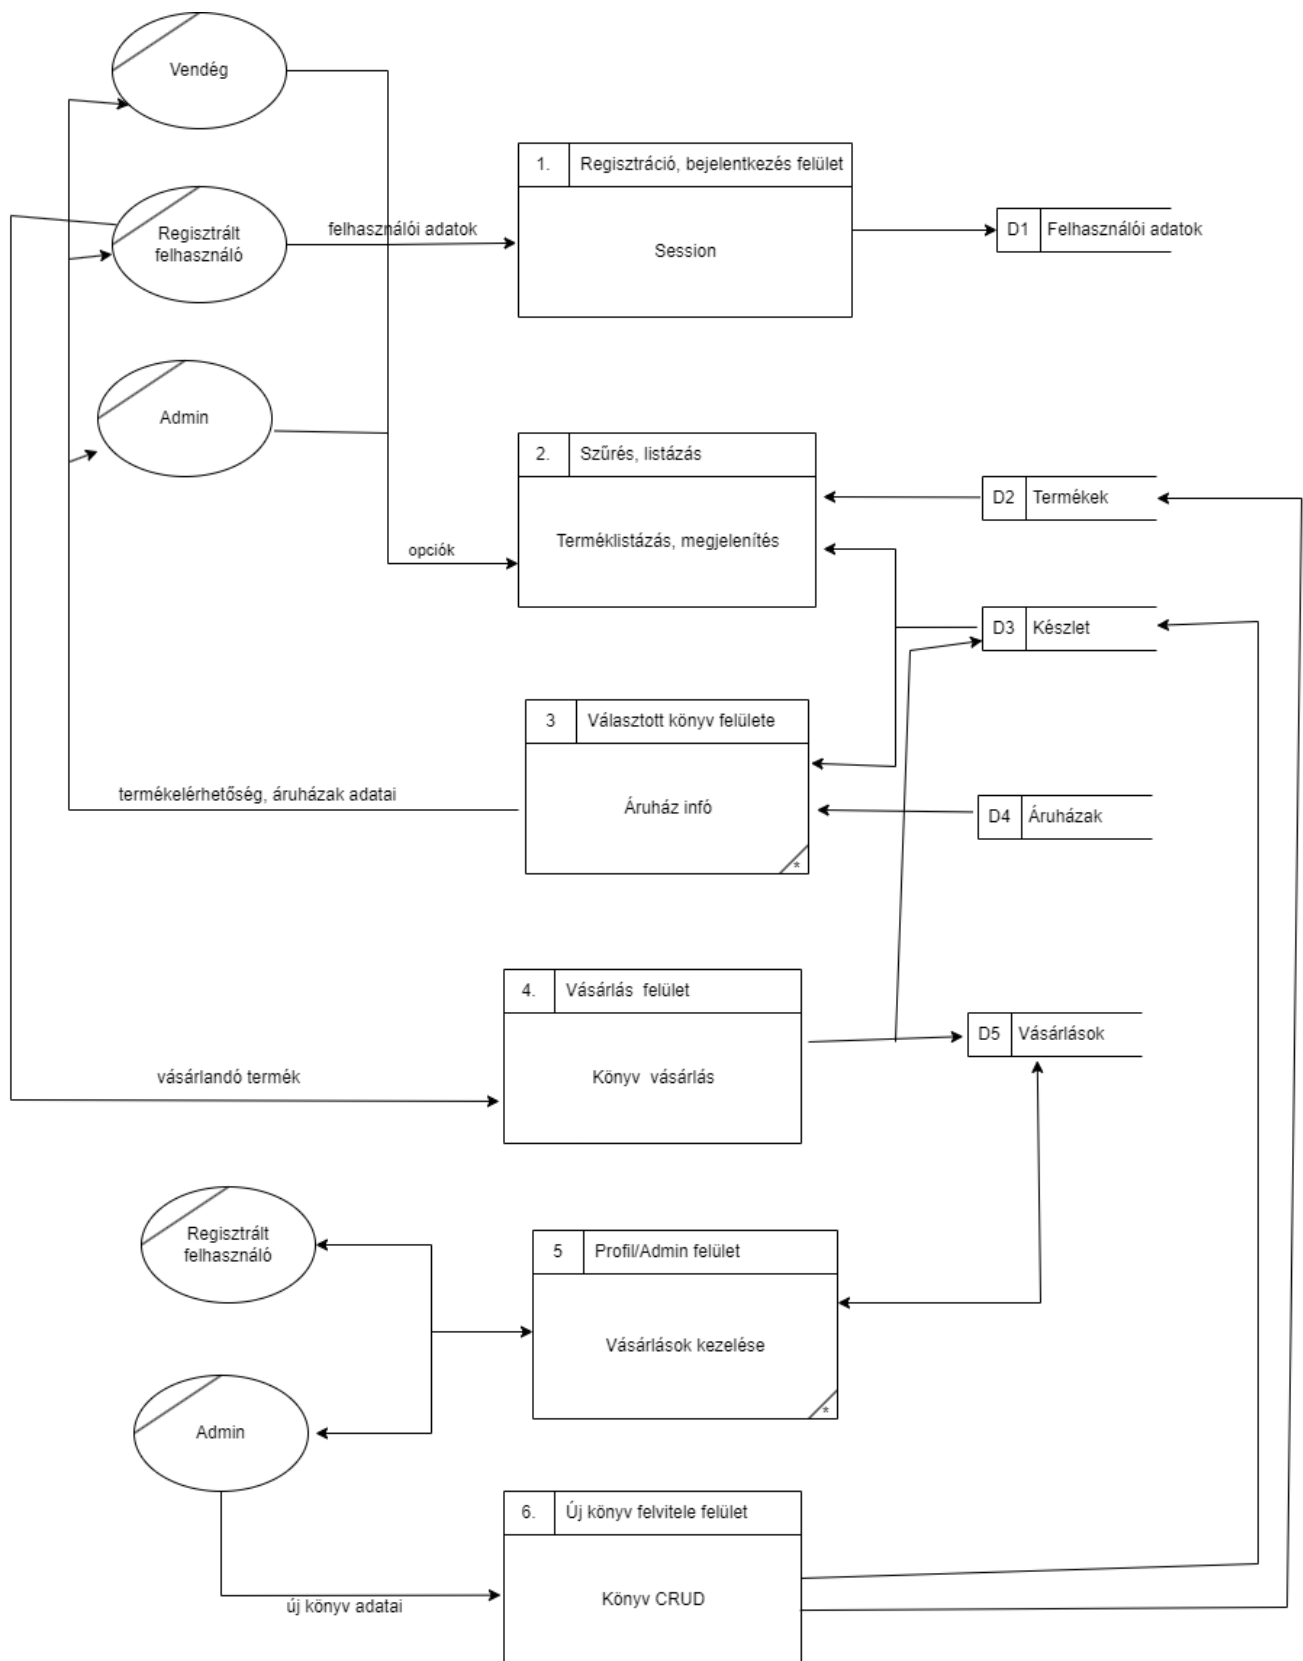 Vendég
1.
Regisztráció, bejelentkezés felület
Regisztrált
felhasználó
felhasználói adatok
Session
D1
Felhasználói adatok
Admin
2.
Szűrés, listázás
D2
Termékek
opciók
Terméklistázás, megjelenítés
D3
Készlet
3
Választott könyv felülete
termékelérhetőség, áruházak adatai
Áruház infó
D4
Áruházak
*
4.
Vásárlás felület
D5
Vásárlások
vásárlandó termék
Könyv vásárlás
Regisztrált
felhasználó
5
Profil/Admin felület
Vásárlások kezelése
*
Admin
6.
Új könyv felvitele felület
új könyv adatai
Könyv CRUD